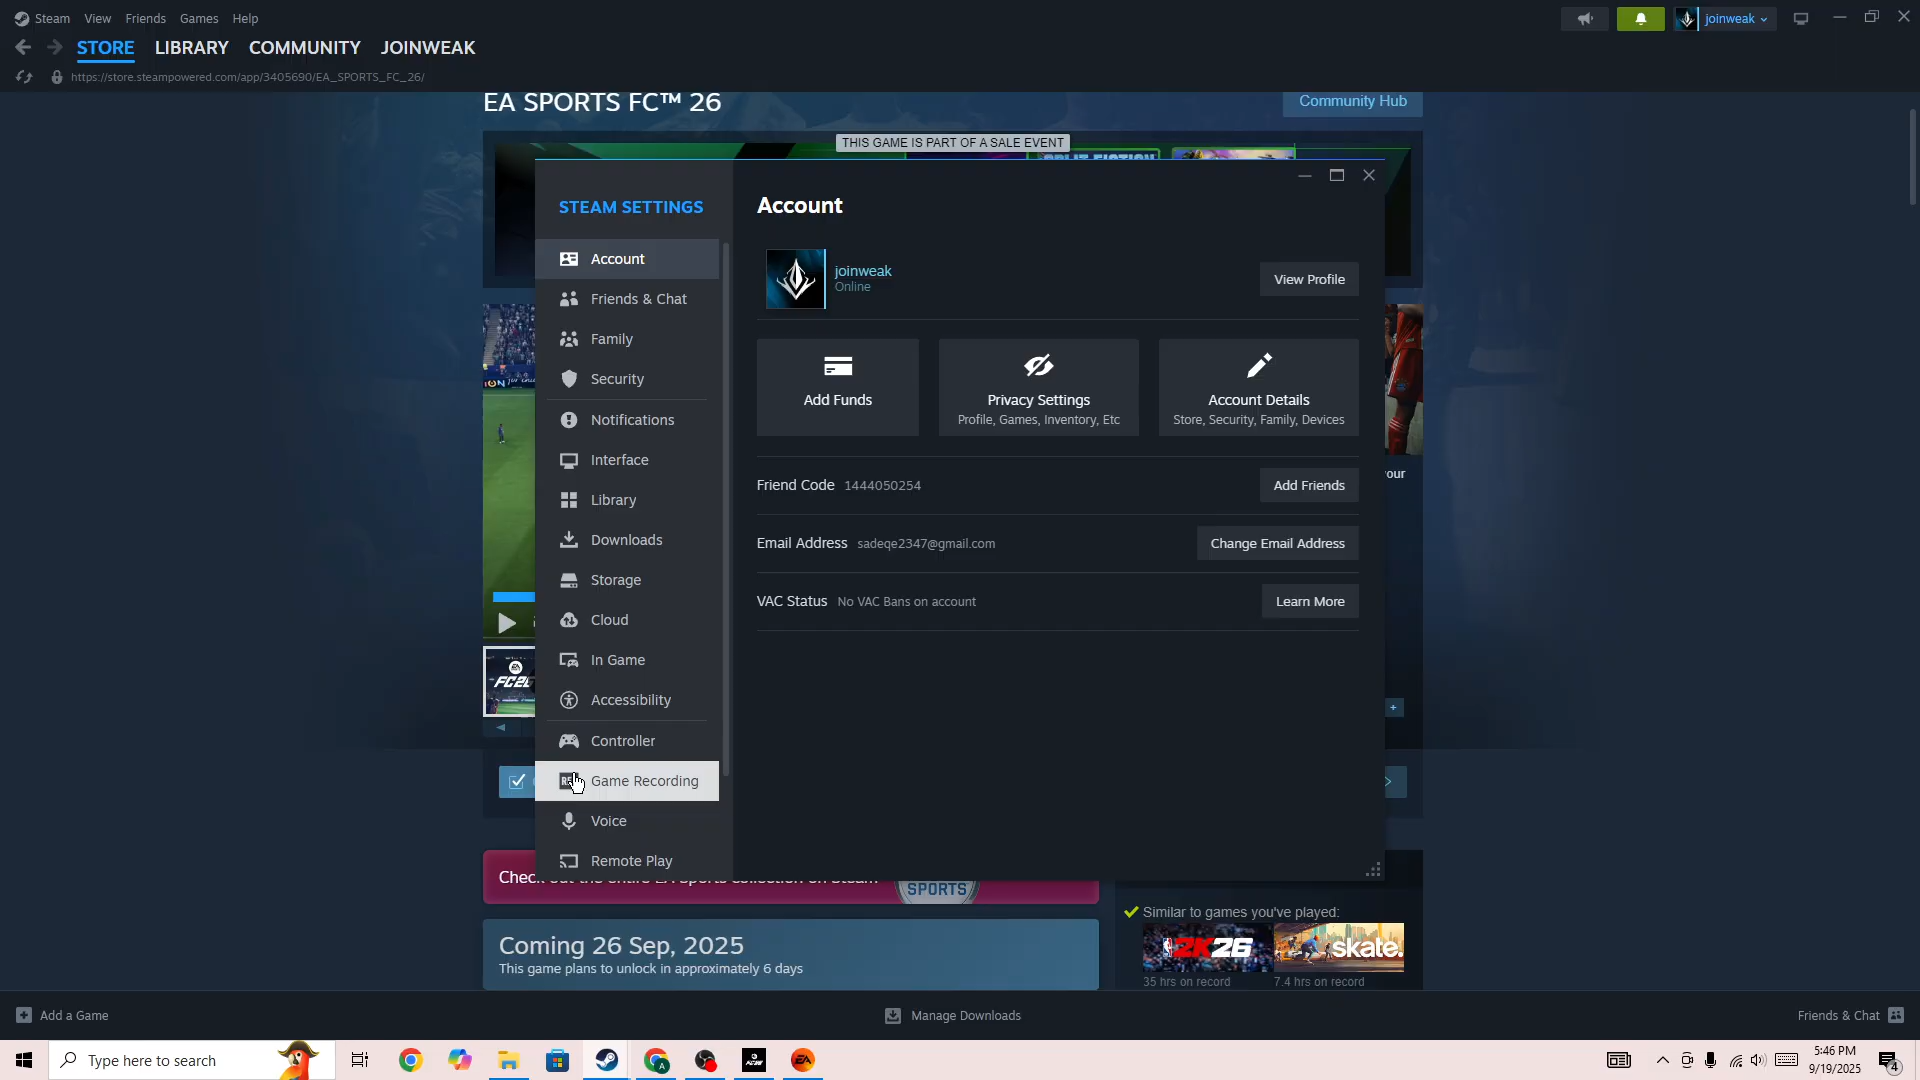 Steam View Friends Games Help
joinweak
STORE LIBRARY COMMUNITY JOINWEAK
https://store.steampowered.com/app/3405690/EA_SPORTS_FC_26/
EA SPORTS FC™ 26
Community Hub
THIS GAME IS PART OF A SALE EVENT
SPLIT FICTION
STEAM SETTINGS
Account
Friends & Chat
Family
Security
Notifications
Interface
Library
Downloads
Storage
Cloud
In Game
Accessibility
Controller
Game Recording
Voice
Remote Play
Account
joinweak
Online
View Profile
Add Funds
Privacy Settings
Profile, Games, Inventory, Etc
Account Details
Store, Security, Family, Devices
Friend Code 1444050254
Add Friends
Email Address sadeqe2347@gmail.com
Change Email Address
VAC Status No VAC Bans on account
Learn More
SPORTS
Coming 26 Sep, 2025
This game plans to unlock in approximately 6 days
Similar to games you've played:
2K26
skate.
35 hrs on record
7.4 hrs on record
Add a Game
Manage Downloads
Friends & Chat
Type here to search
5:46 PM
9/19/2025
4